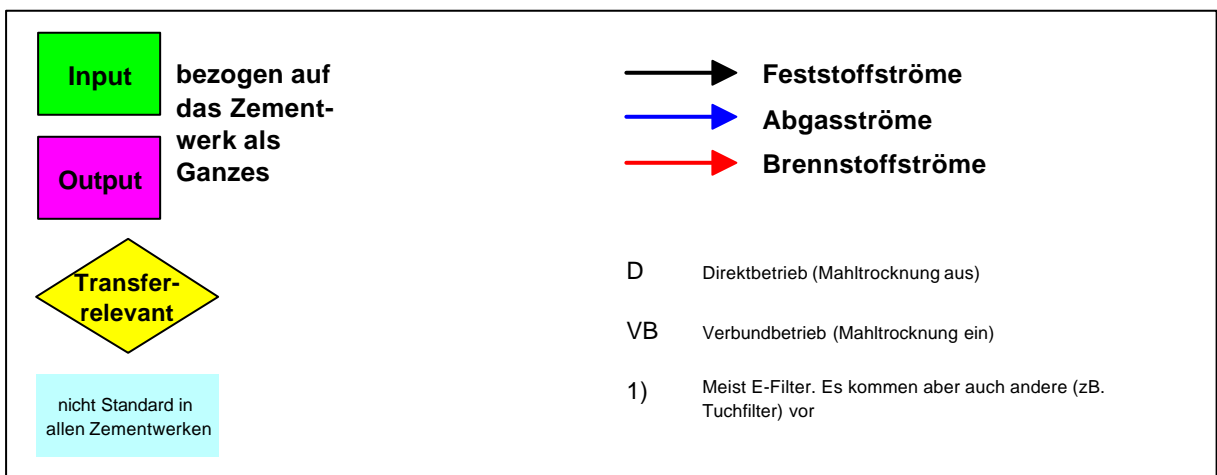 Input
bezogen auf
das Zement-
werk als
Ganzes
Output
Transfer-
relevant
nicht Standard in
allen Zementwerken
Feststoffströme
Abgasströme
Brennstoffströme
D Direktbetrieb (Mahltrocknung aus)
VB Verbundbetrieb (Mahltrocknung ein)
1) Meist E-Filter. Es kommen aber auch andere (zB.
Tuchfilter) vor